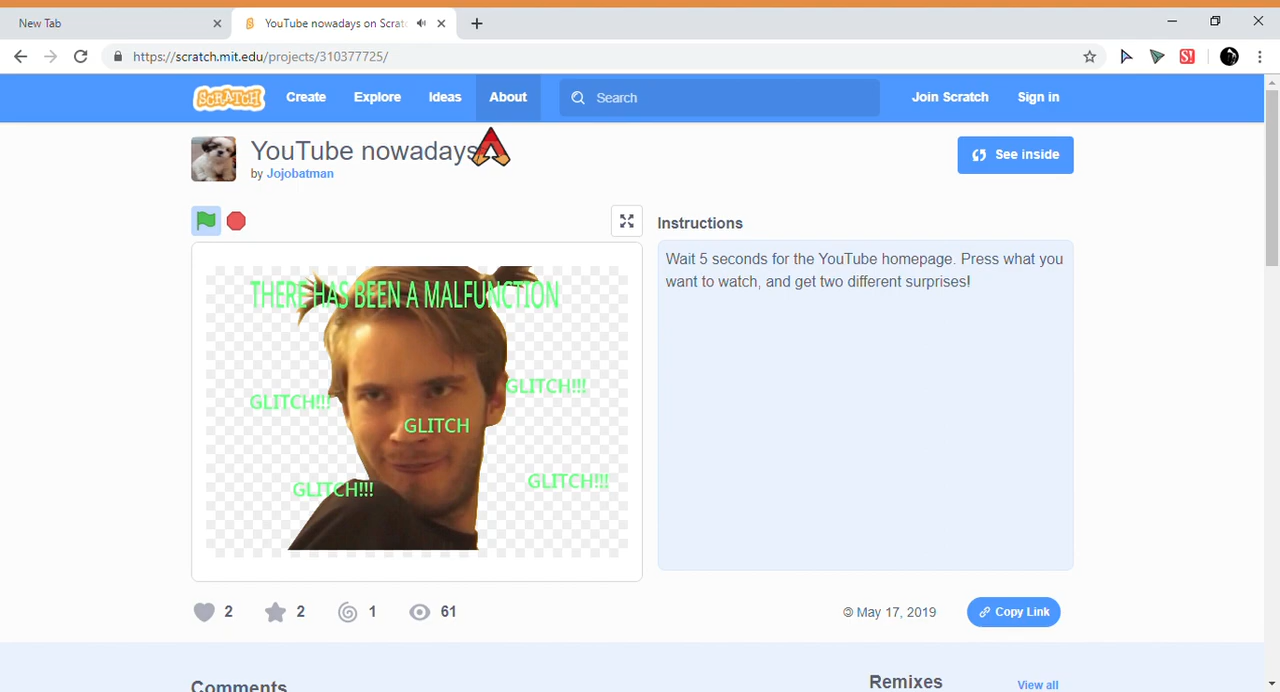 New Tab
YouTube nowadays on Scratc
https://scratch.mit.edu/projects/310377725/
S!
SCRATCH
Create
Explore
Ideas
About
Search
Join Scratch
Sign in
YouTube nowadays
by Jojobatman
See inside
Instructions
Wait 5 seconds for the YouTube homepage. Press what you
want to watch, and get two different surprises!
THERE HAS BEEN A MALFUNCTION
GLITCH!!!
GLITCH!!!
GLITCH
GLITCH!!!
GLITCH!!!
2
2
1
61
© May 17, 2019
Copy Link
Comments
Remixes
View all